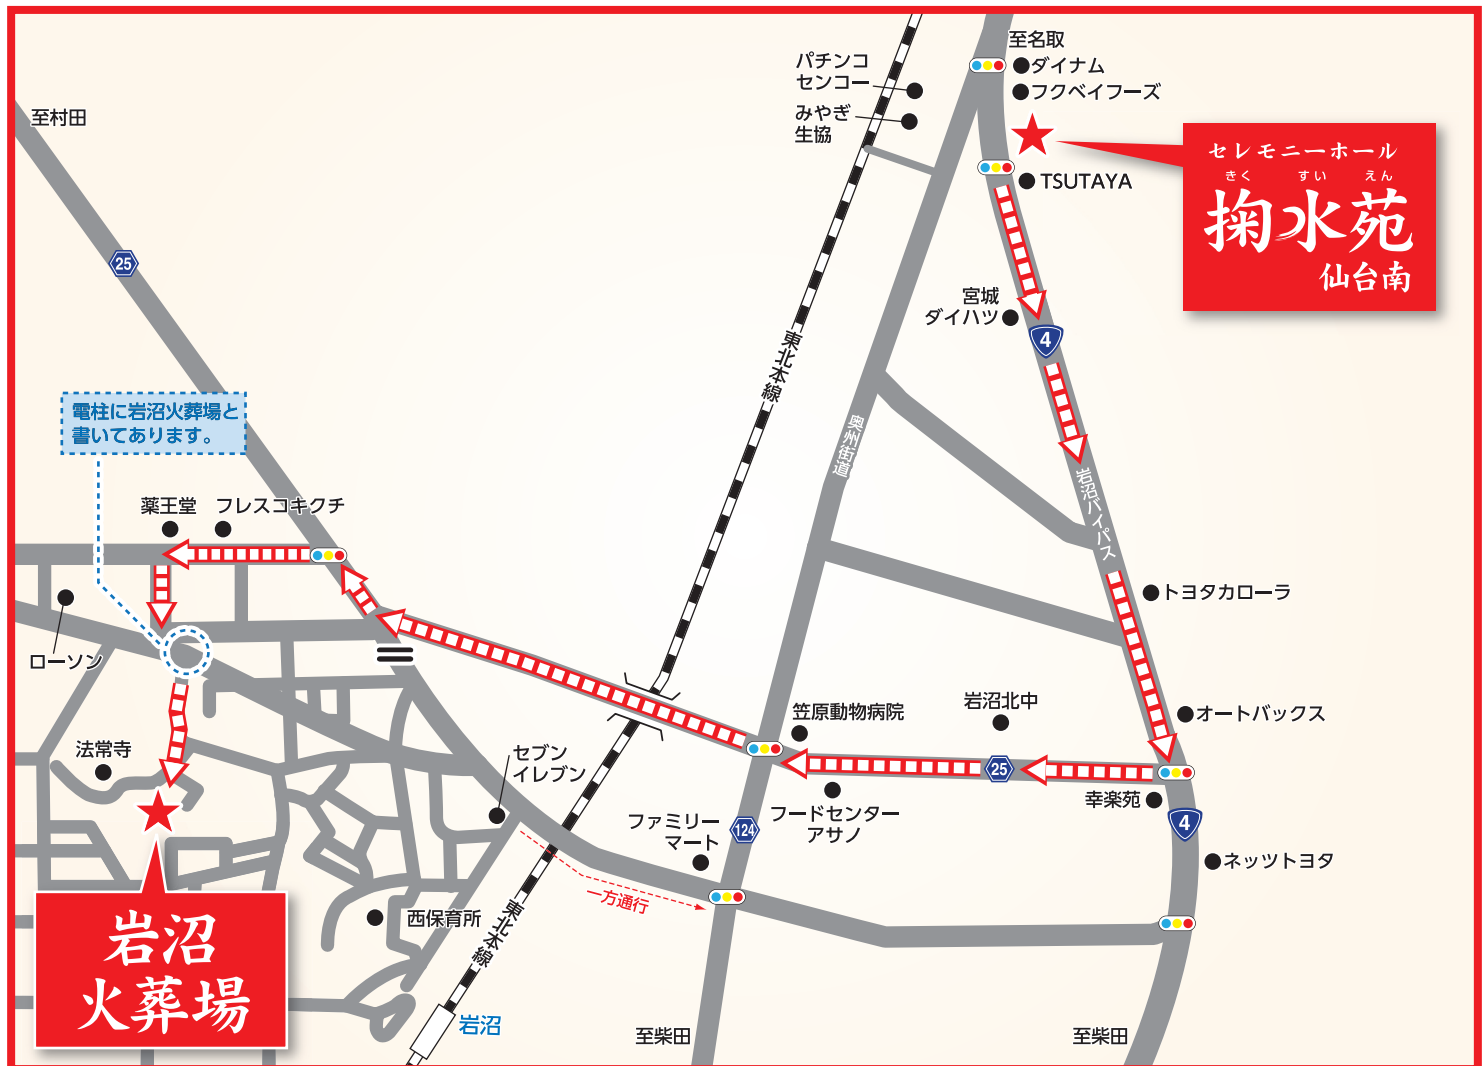 至名取
ダイナム
フクベイフーズ
パチンコ
センコー
みやぎ
生協
至村田
TSUTAYA
セレモニーホール
きく すい えん
掬水苑
仙台南
25
宮城
ダイハツ
4
東北本線
奥州街道
岩沼バイパス
電柱に岩沼火葬場と
書いてあります。
薬王堂
フレスコキクチ
ローソン
トヨタカローラ
オートバックス
笠原動物病院
岩沼北中
25
幸楽苑
4
フードセンター
アサノ
124
ファミリー
マート
セブン
イレブン
法常寺
ネッツトヨタ
一方通行
西保育所
東北本線
岩沼
火葬場
岩沼
至柴田
至柴田